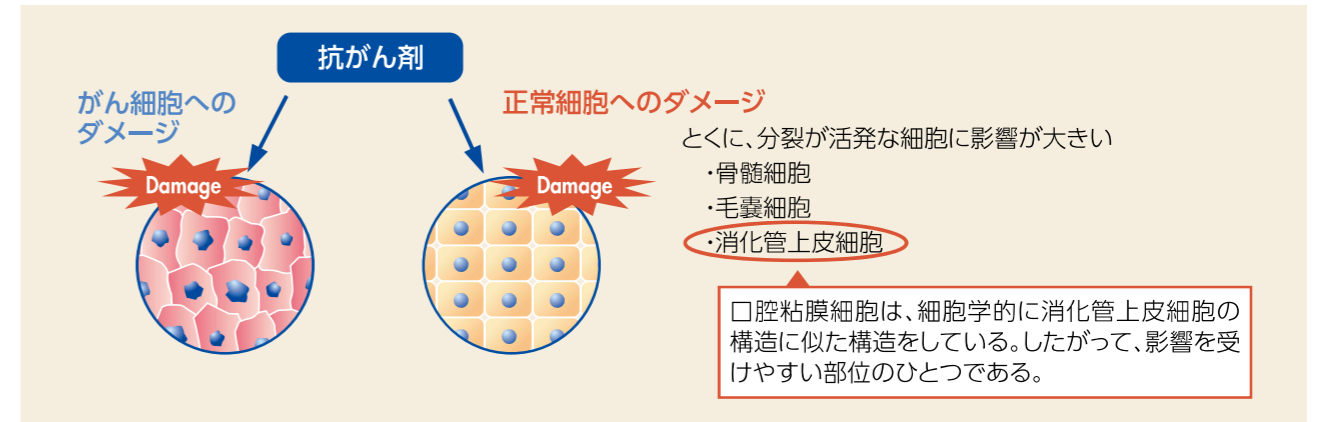 抗がん剤
がん細胞への
ダメージ
Damage
正常細胞へのダメージ
Damage
とくに、分裂が活発な細胞に影響が大きい
・骨髄細胞
・毛嚢細胞
・消化管上皮細胞
口腔粘膜細胞は、細胞学的に消化管上皮細胞の
構造に似た構造をしている。したがって、影響を受
けやすい部位のひとつである。